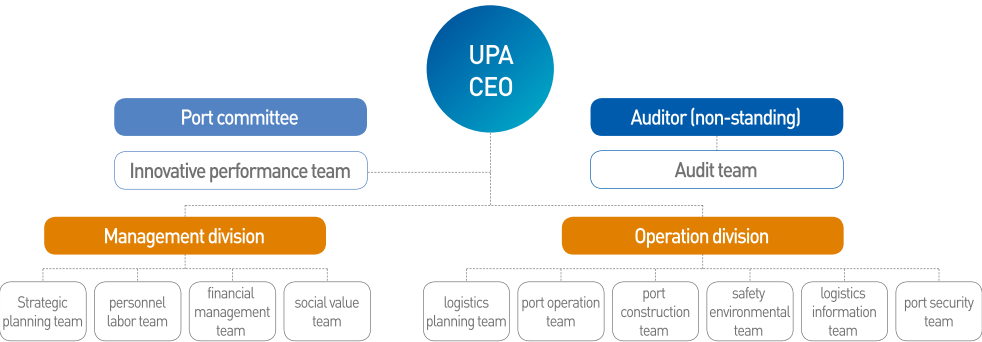 UPA
CEO
Port committee
Auditor (non-standing)
Innovative performance team
Audit team
Management division
Operation division
Strategic
planning team
personnel
labor team
financial
management
team
social value
team
logistics
planning team
port operation
team
port
construction
team
safety
environmental
team
logistics
information
team
port security
team